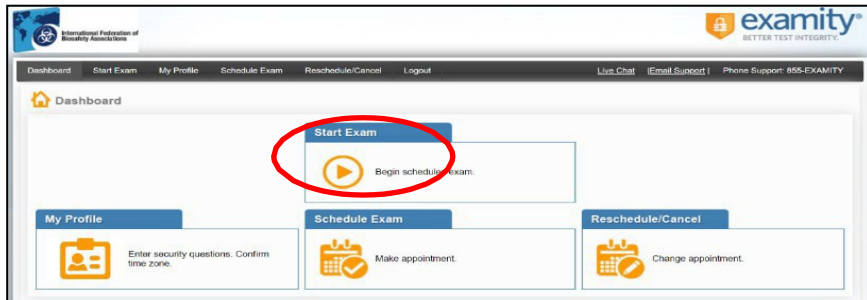 International Federation of
Biosafety Associations
examity®
BETTER TEST INTEGRITY.
Dashboard Start Exam My Profile Schedule Exam Reschedule/Cancel Logout Live Chat |Email Support | Phone Support: 855-EXAMITY
Dashboard
Start Exam
Begin scheduled exam.
My Profile
Enter security questions. Confirm
time zone.
Schedule Exam
Make appointment.
Reschedule/Cancel
Change appointment.